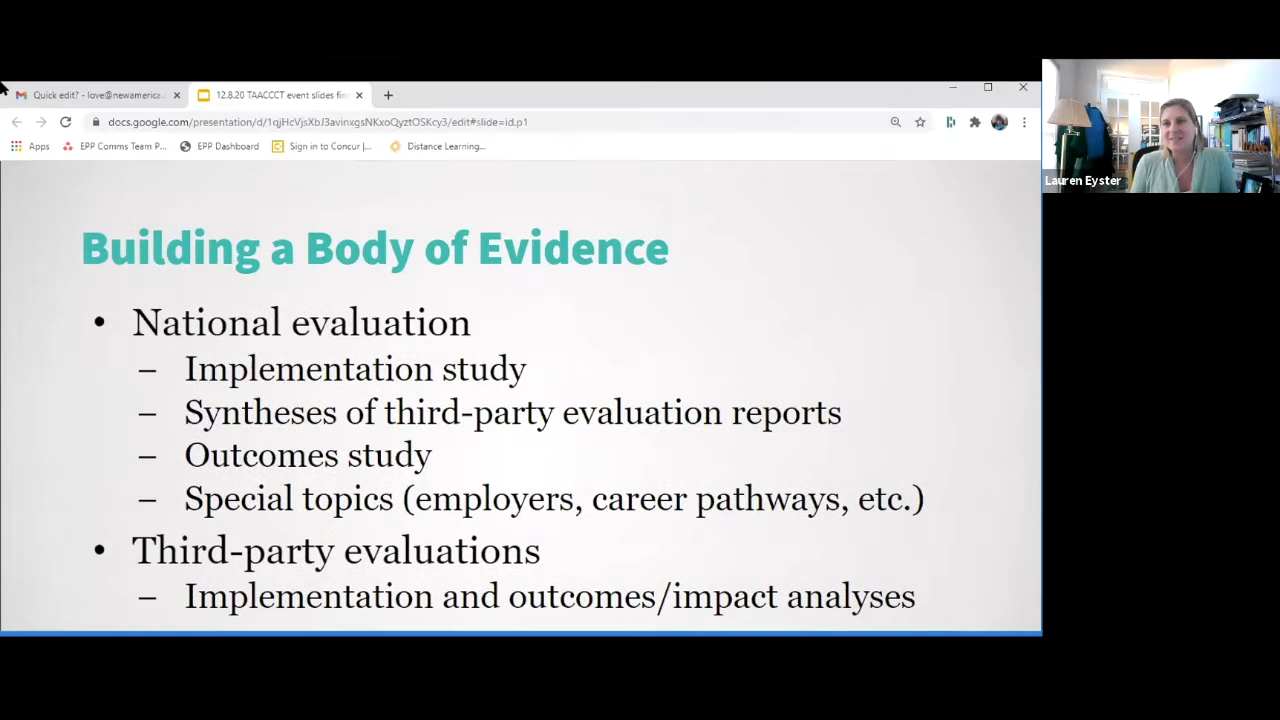 Quick edit? - love@newamerica.
12.8.20 TAACCCT event slides fin
docs.google.com/presentation/d/1qjHcVjsXbJ3avinxgsNKxoQyztOSKcy3/edit#slide=id.p1
Apps
EPP Comms Team P...
EPP Dashboard
Sign in to Concur |...
Distance Learning...
Lauren Eyster
Building a Body of Evidence
• National evaluation
– Implementation study
– Syntheses of third-party evaluation reports
– Outcomes study
– Special topics (employers, career pathways, etc.)
• Third-party evaluations
– Implementation and outcomes/impact analyses